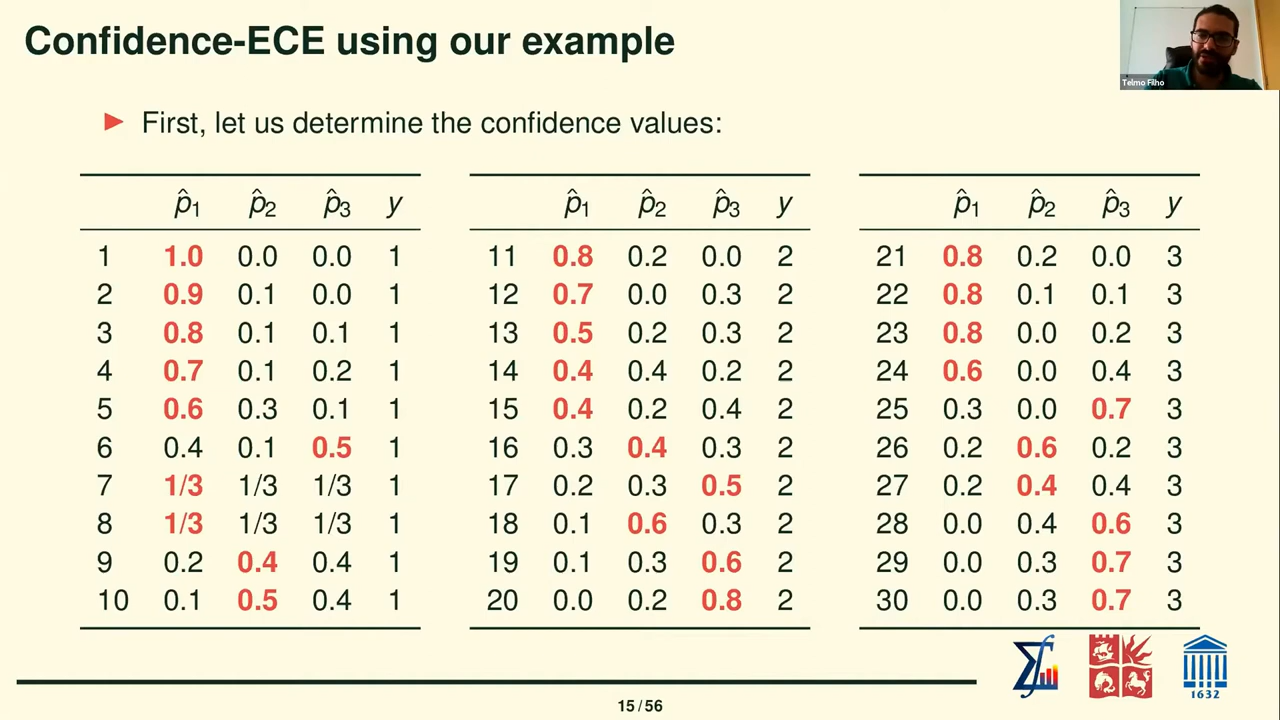 Confidence-ECE using our example
Telmo Filho
First, let us determine the confidence values:
p̂1 p̂2 p̂3 y
1 1.0 0.0 0.0 1
2 0.9 0.1 0.0 1
3 0.8 0.1 0.1 1
4 0.7 0.1 0.2 1
5 0.6 0.3 0.1 1
6 0.4 0.1 0.5 1
7 1/3 1/3 1/3 1
8 1/3 1/3 1/3 1
9 0.2 0.4 0.4 1
10 0.1 0.5 0.4 1
p̂1 p̂2 p̂3 y
11 0.8 0.2 0.0 2
12 0.7 0.0 0.3 2
13 0.5 0.2 0.3 2
14 0.4 0.4 0.2 2
15 0.4 0.2 0.4 2
16 0.3 0.4 0.3 2
17 0.2 0.3 0.5 2
18 0.1 0.6 0.3 2
19 0.1 0.3 0.6 2
20 0.0 0.2 0.8 2
p̂1 p̂2 p̂3 y
21 0.8 0.2 0.0 3
22 0.8 0.1 0.1 3
23 0.8 0.0 0.2 3
24 0.6 0.0 0.4 3
25 0.3 0.0 0.7 3
26 0.2 0.6 0.2 3
27 0.2 0.4 0.4 3
28 0.0 0.4 0.6 3
29 0.0 0.3 0.7 3
30 0.0 0.3 0.7 3
1632
15 / 56